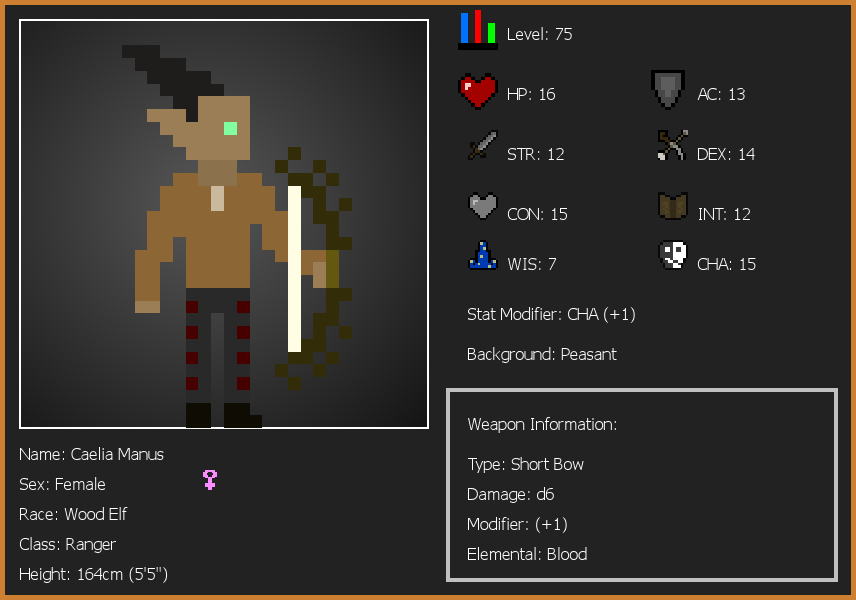 Level: 75
HP: 16
AC: 13
STR: 12
DEX: 14
CON: 15
INT: 12
WIS: 7
CHA: 15
Stat Modifier: CHA (+1)
Background: Peasant
Weapon Information:
Type: Short Bow
Damage: d6
Modifier: (+1)
Elemental: Blood
Name: Caelia Manus
Sex: Female
Race: Wood Elf
Class: Ranger
Height: 164cm (5'5")